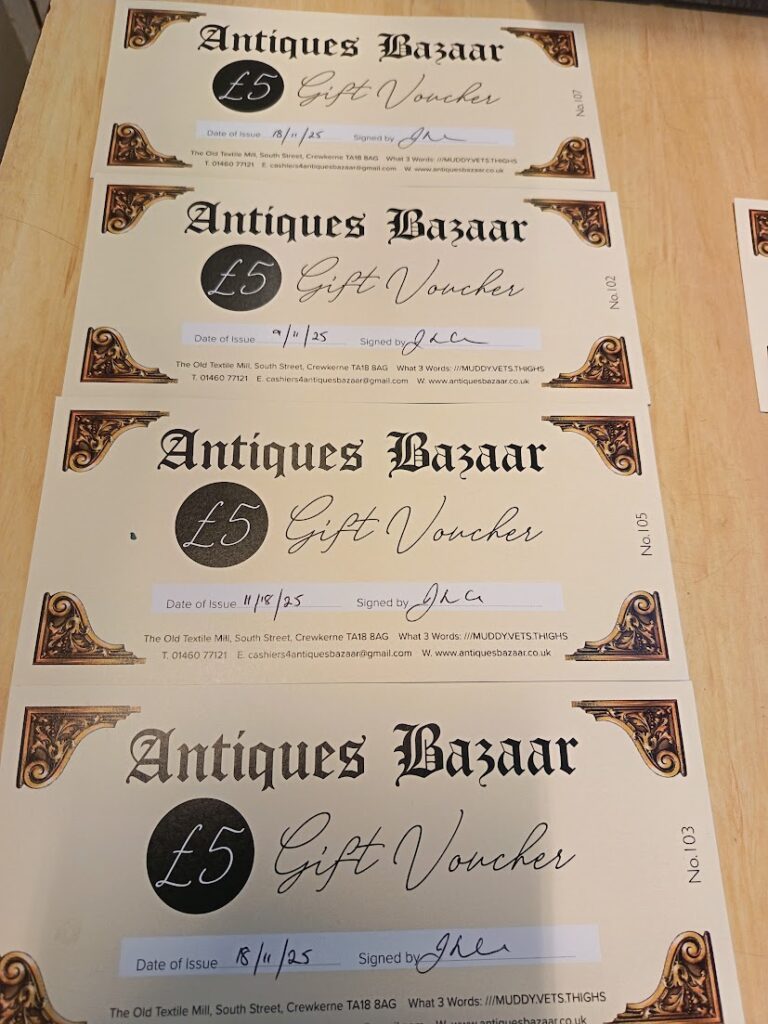 Antiques Bazaar
£5 Gift Voucher
No.107
Date of Issue 18/11/25 Signed by
The Old Textile Mill, South Street, Crewkerne TA18 8AG What 3 Words: ///MUDDY.VETS.THIGHS
T. 01460 77121 E. cashiers4antiquesbazaar@gmail.com W. www.antiquesbazaar.co.uk
Antiques Bazaar
£5 Gift Voucher
No.102
Date of Issue 9/11/25 Signed by
The Old Textile Mill, South Street, Crewkerne TA18 8AG What 3 Words: ///MUDDY.VETS.THIGHS
T. 01460 77121 E. cashiers4antiquesbazaar@gmail.com W. www.antiquesbazaar.co.uk
Antiques Bazaar
£5 Gift Voucher
No.105
Date of Issue 11/18/25 Signed by
The Old Textile Mill, South Street, Crewkerne TA18 8AG What 3 Words: ///MUDDY.VETS.THIGHS
T. 01460 77121 E. cashiers4antiquesbazaar@gmail.com W. www.antiquesbazaar.co.uk
Antiques Bazaar
£5 Gift Voucher
No.103
Date of Issue 18/11/25 Signed by
The Old Textile Mill, South Street, Crewkerne TA18 8AG What 3 Words: ///MUDDY.VETS.THIGHS
W. www.antiquesbazaar.co.uk